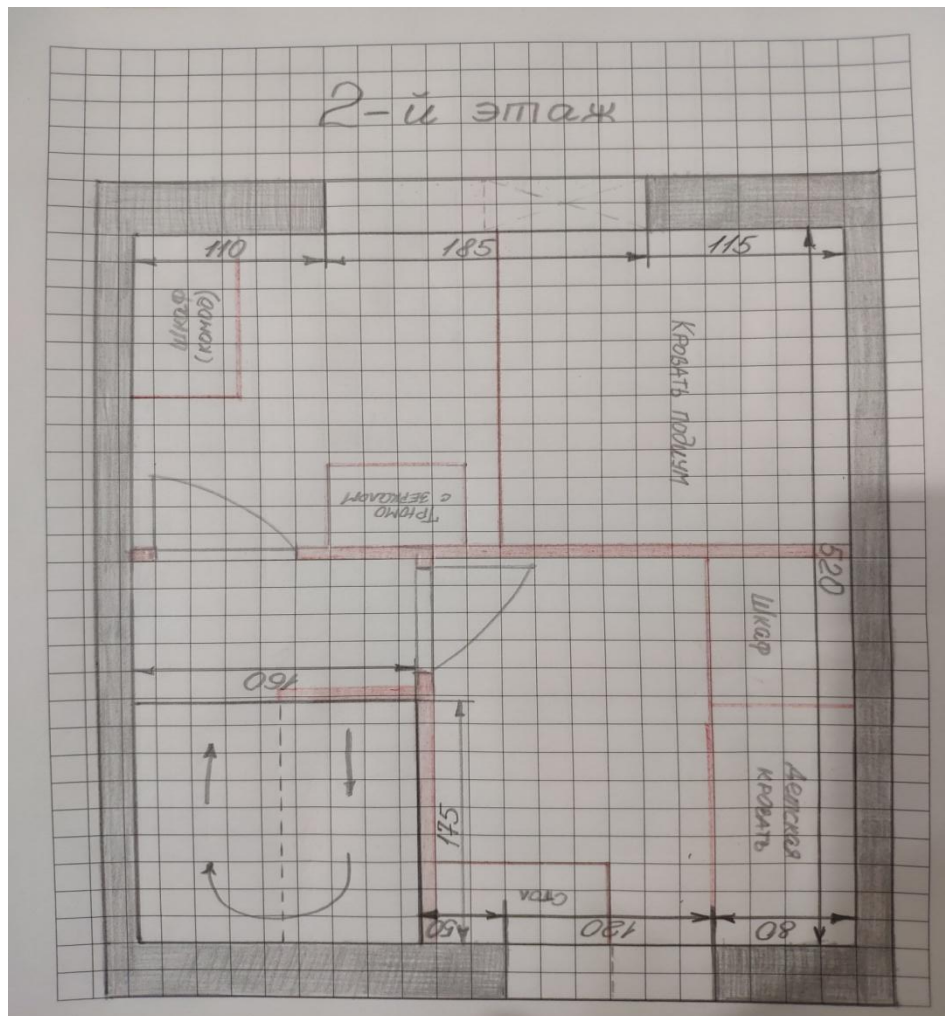 2-й этаж
110
185
115
шкаф
(комод)
Кровать подиум
Трюмо
с зеркалом
520
Шкаф
160
175
Детская
кровать
стол
50
120
80